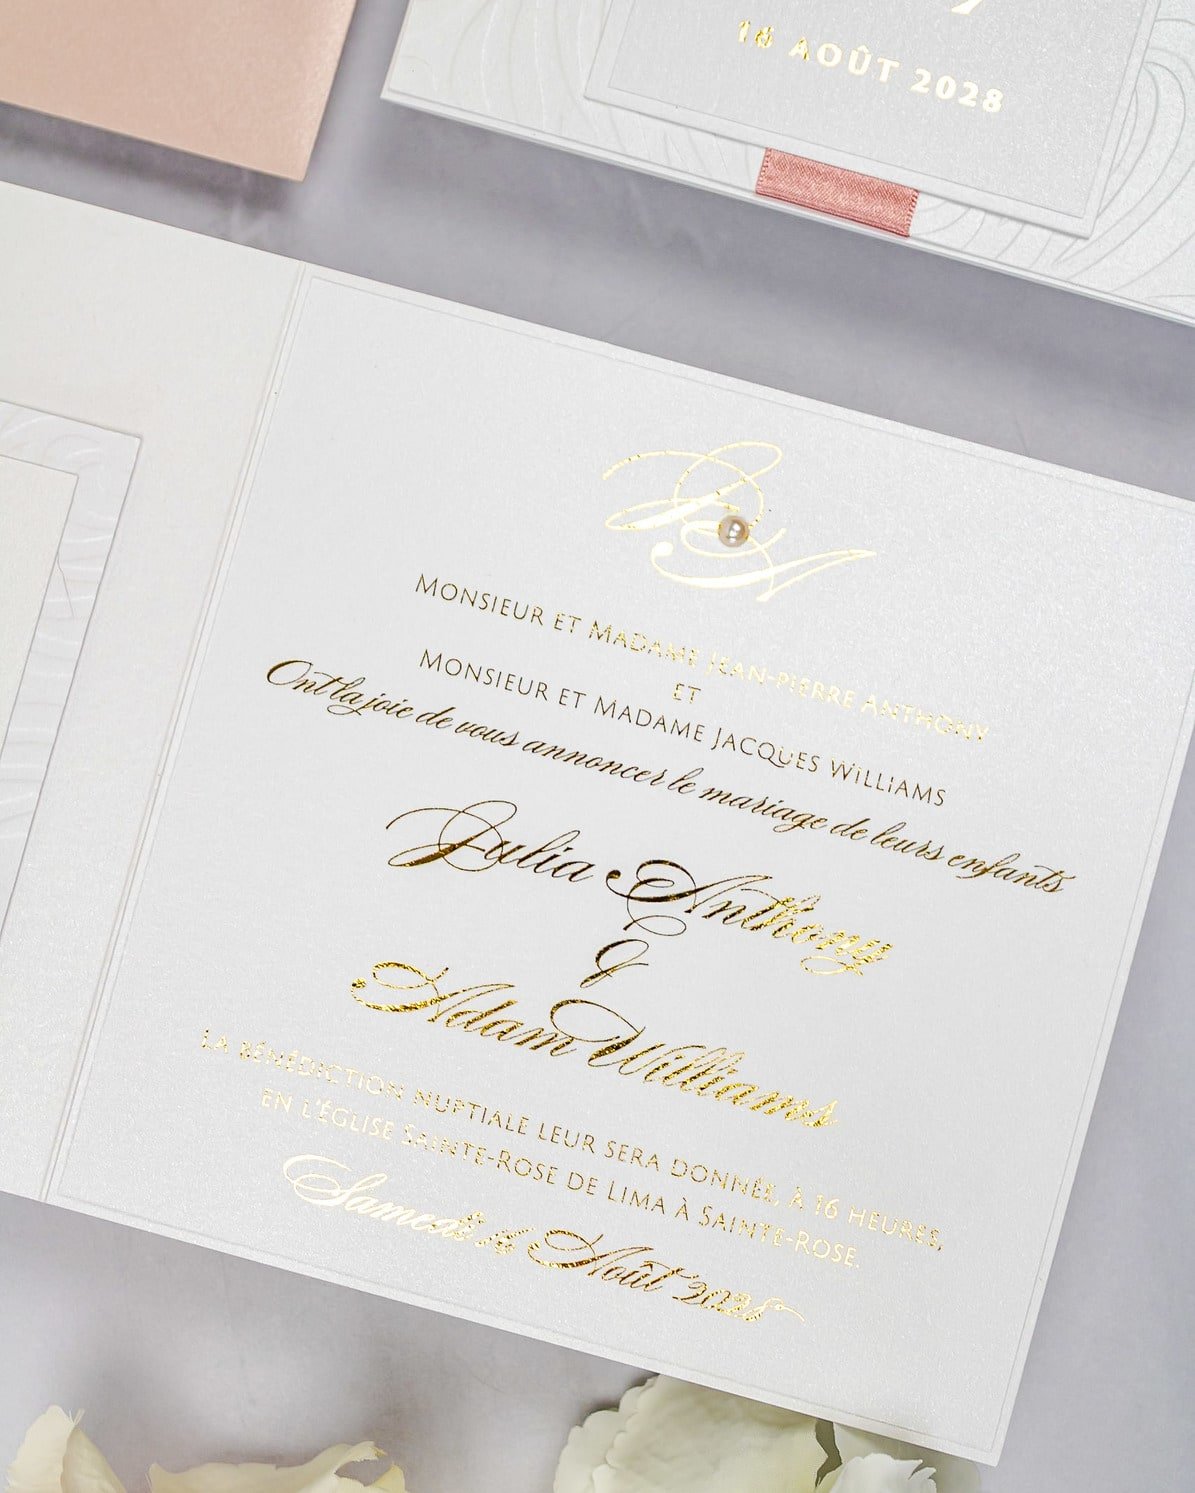 AOÛT 2028
JA
MONSIEUR ET MADAME JEAN-PIERRE ANTHONY
ET
MONSIEUR ET MADAME JACQUES WILLIAMS
Ont la joie de vous annoncer le mariage de leurs enfants
Julia Anthony
&
Adam Williams
LA BÉNÉDICTION NUPTIALE LEUR SERA DONNÉE, À 16 HEURES,
EN L'ÉGLISE SAINTE-ROSE DE LIMA À SAINTE-ROSE.
Samedi Août 2028